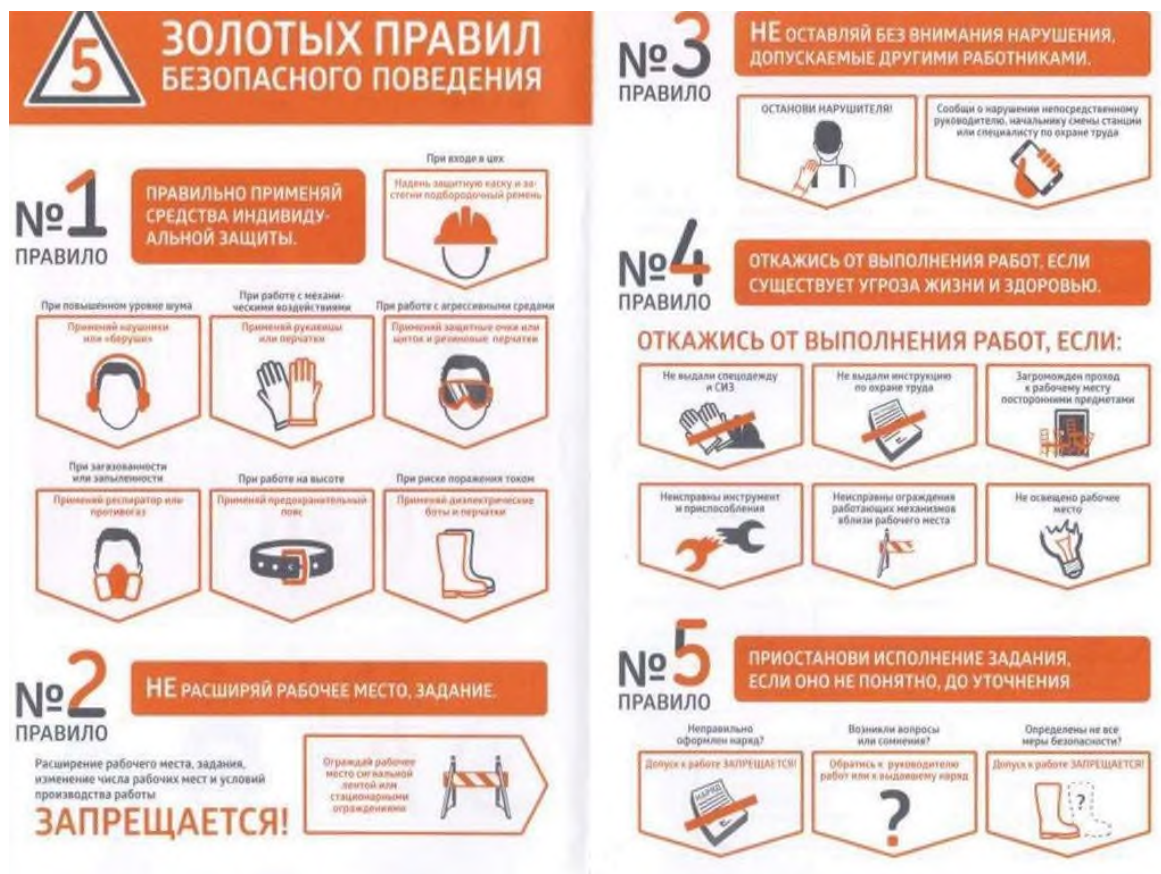 5
ЗОЛОТЫХ ПРАВИЛ
БЕЗОПАСНОГО ПОВЕДЕНИЯ
№1
ПРАВИЛО
ПРАВИЛЬНО ПРИМЕНЯЙ
СРЕДСТВА ИНДИВИДУ-
АЛЬНОЙ ЗАЩИТЫ.
При входе в цех
Надень защитную каску и за-
стегни подбородочный ремень
При повышенном уровне шума
Применяй наушники
или «беруши»
При работе с механи-
ческими воздействиями
Применяй рукавицы
или перчатки
При работе с агрессивными средами
Применяй защитные очки или
щиток и резиновые перчатки
При загазованности
или запыленности
Применяй респиратор или
противогаз
При работе на высоте
Применяй предохранительный
пояс
При риске поражения током
Применяй диэлектрические
боты и перчатки
№2
ПРАВИЛО
НЕ РАСШИРЯЙ РАБОЧЕЕ МЕСТО, ЗАДАНИЕ.
Расширение рабочего места, задания,
изменение числа рабочих мест и условий
производства работы
ЗАПРЕЩАЕТСЯ!
Ограждай рабочее
место сигнальной
лентой или
стационарными
ограждениями
№3
ПРАВИЛО
НЕ ОСТАВЛЯЙ БЕЗ ВНИМАНИЯ НАРУШЕНИЯ,
ДОПУСКАЕМЫЕ ДРУГИМИ РАБОТНИКАМИ.
ОСТАНОВИ НАРУШИТЕЛЯ!
Сообщи о нарушении непосредственному
руководителю, начальнику смены станции
или специалисту по охране труда
№4
ПРАВИЛО
ОТКАЖИСЬ ОТ ВЫПОЛНЕНИЯ РАБОТ, ЕСЛИ
СУЩЕСТВУЕТ УГРОЗА ЖИЗНИ И ЗДОРОВЬЮ.
ОТКАЖИСЬ ОТ ВЫПОЛНЕНИЯ РАБОТ, ЕСЛИ:
Не выдали спецодежду
и СИЗ
Не выдали инструкцию
по охране труда
Загроможден проход
к рабочему месту
посторонними предметами
Неисправны инструмент
и приспособления
Неисправны ограждения
работающих механизмов
вблизи рабочего места
Не освещено рабочее
место
№5
ПРАВИЛО
ПРИОСТАНОВИ ИСПОЛНЕНИЕ ЗАДАНИЯ,
ЕСЛИ ОНО НЕ ПОНЯТНО, ДО УТОЧНЕНИЯ
Неправильно
оформлен наряд?
Допуск к работе ЗАПРЕЩАЕТСЯ!
НАРЯД
Возникли вопросы
или сомнения?
Обратись к руководителю
работ или к выдавшему наряд
?
Определены не все
меры безопасности?
Допуск к работе ЗАПРЕЩАЕТСЯ!
?